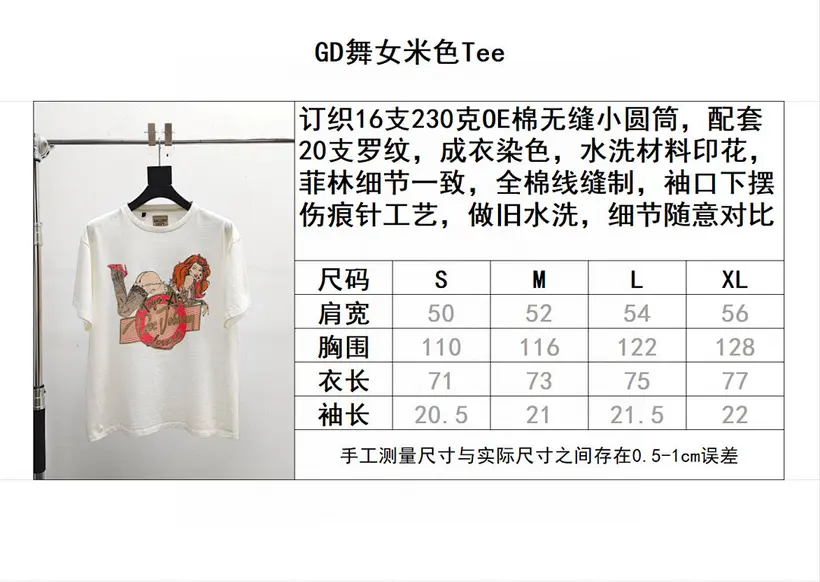 GD舞女米色Tee
订织16支230克OE棉无缝小圆筒，配套
20支罗纹，成衣染色，水洗材料印花，
菲林细节一致，全棉线缝制，袖口下摆
伤痕针工艺，做旧水洗，细节随意对比
尺码 S M L XL
肩宽 50 52 54 56
胸围 110 116 122 128
衣长 71 73 75 77
袖长 20.5 21 21.5 22
手工测量尺寸与实际尺寸之间存在0.5-1cm误差